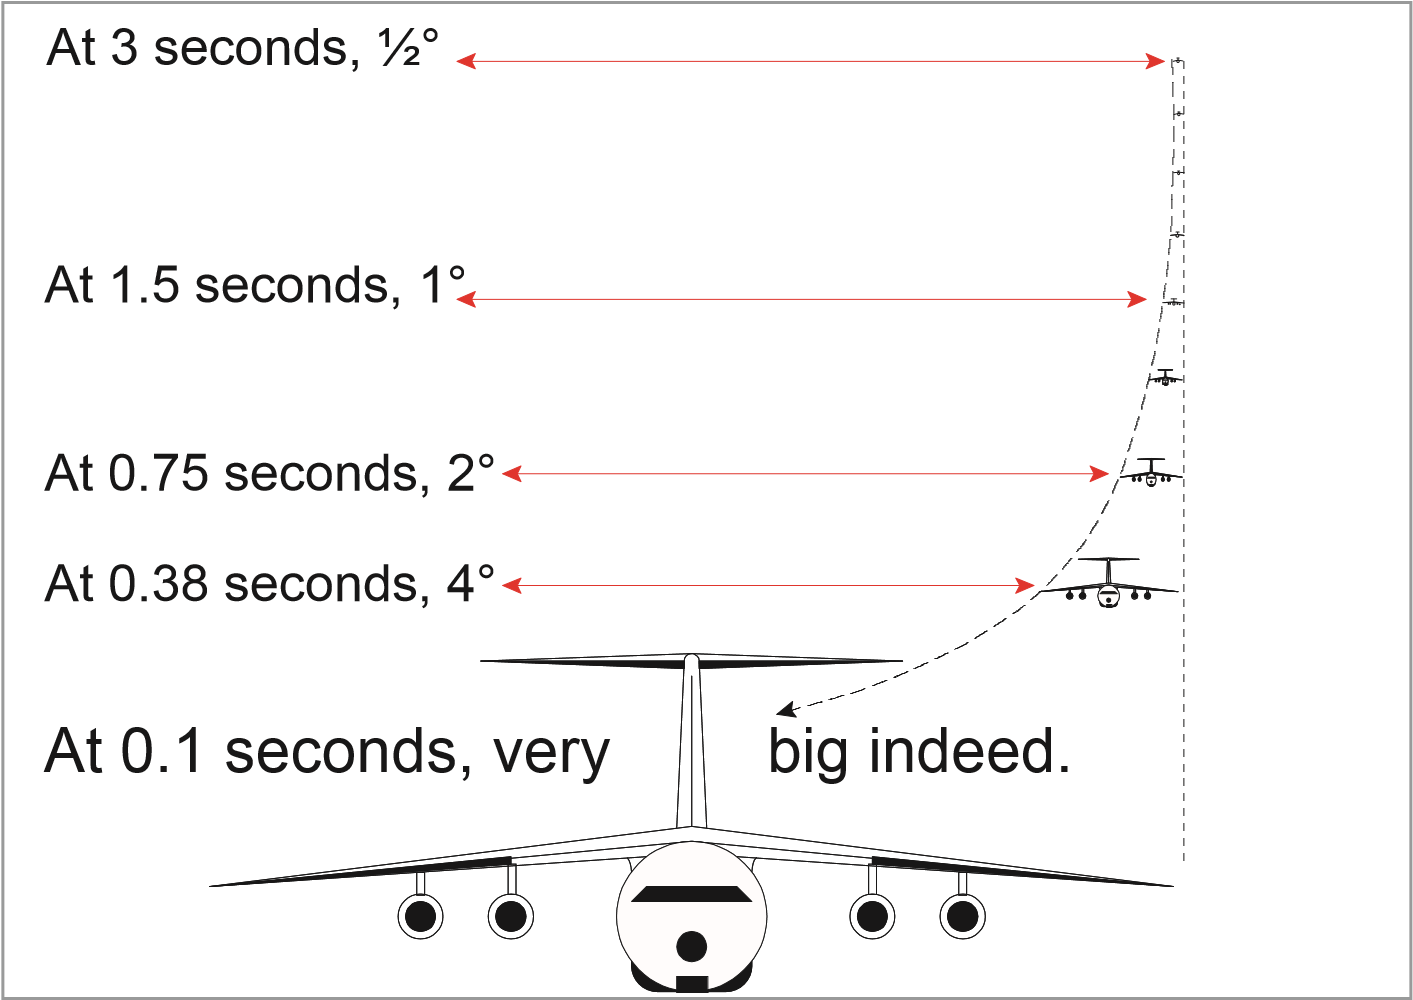 At 3 seconds, ½°
At 1.5 seconds, 1°
At 0.75 seconds, 2°
At 0.38 seconds, 4°
At 0.1 seconds, very big indeed.